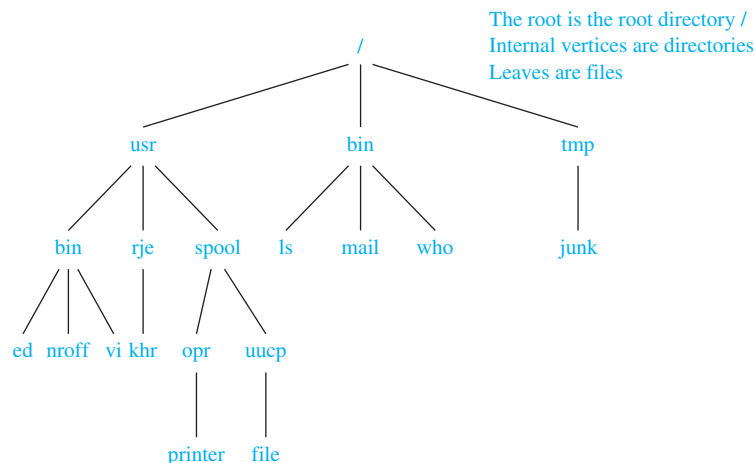 The root is the root directory /
Internal vertices are directories
Leaves are files
/
usr bin tmp
bin rje spool ls mail who junk
ed nroff vi khr opr uucp
printer file